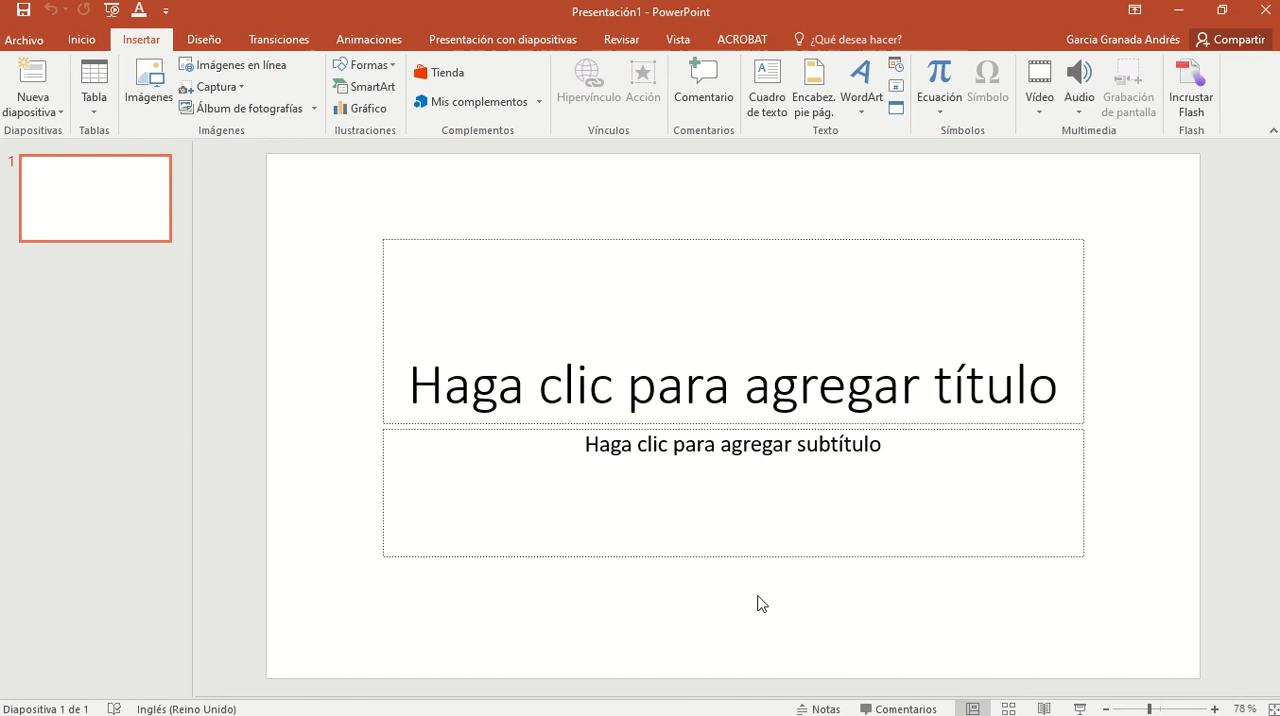 Presentación1 - PowerPoint
Archivo Inicio Insertar Diseño Transiciones Animaciones Presentación con diapositivas Revisar Vista ACROBAT ¿Qué desea hacer? Garcia Granada Andrés Compartir
Nueva diapositiva
Diapositivas
Tabla
Tablas
Imágenes
Imágenes en línea
Captura
Álbum de fotografías
Imágenes
Formas
SmartArt
Gráfico
Ilustraciones
Tienda
Mis complementos
Complementos
Hipervínculo
Acción
Vínculos
Comentario
Comentarios
Cuadro de texto
Encabez. pie pág.
WordArt
Texto
Ecuación
Símbolo
Símbolos
Vídeo
Audio
Grabación de pantalla
Multimedia
Incrustar Flash
Flash
1
Haga clic para agregar título
Haga clic para agregar subtítulo
Diapositiva 1 de 1 Inglés (Reino Unido) Notas Comentarios 78 %